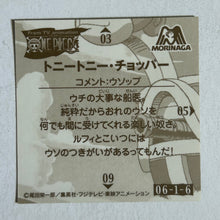 From TV animation
ONE PIECE
03
MORINAGA
トニートニー・チョッパー
コメント:ウソップ
ウチの大事な船医。
純粋だからおれのウソを
何でも間に受けてくれる楽しい奴さ。
ルフィとこいつには
ウソのつきがいがあるってもんだ!
05
09
©尾田栄一郎/集英社・フジテレビ・東映アニメーション
06-1-6